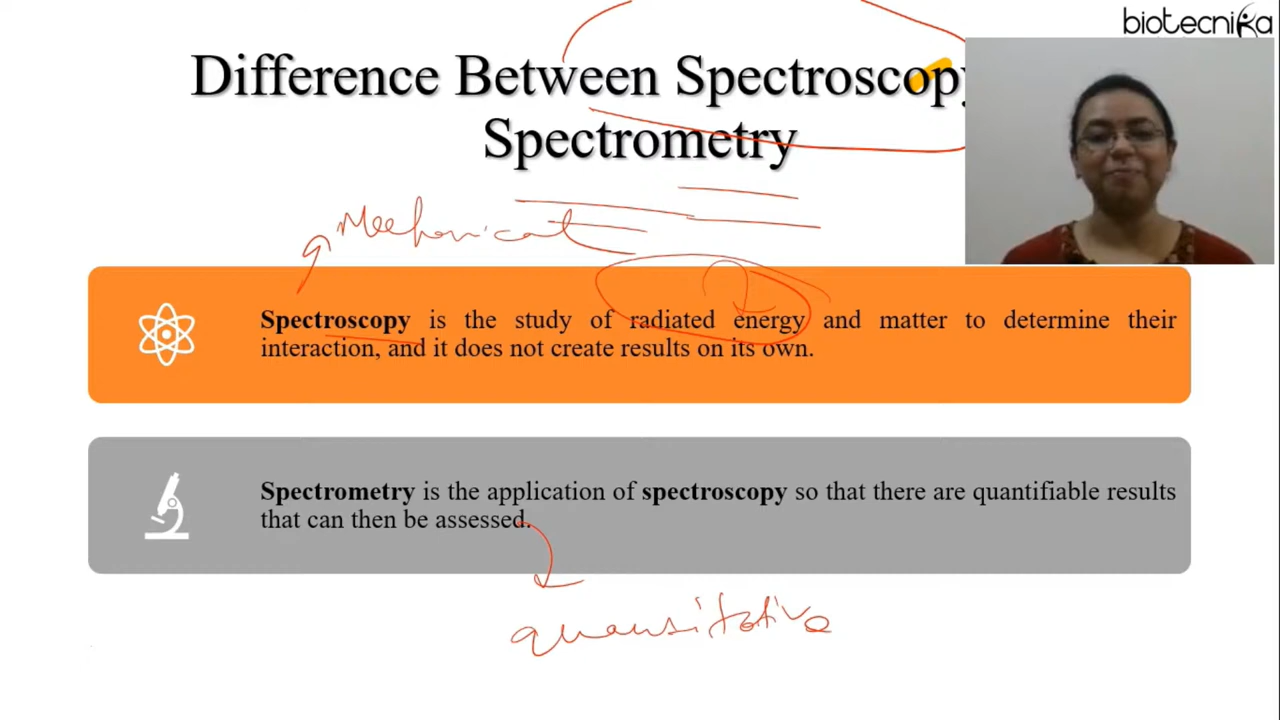 biotecnika
Difference Between Spectroscopy
Spectrometry
Mechanical
Spectroscopy is the study of radiated energy and matter to determine their
interaction, and it does not create results on its own.
Spectrometry is the application of spectroscopy so that there are quantifiable results
that can then be assessed.
quantitative